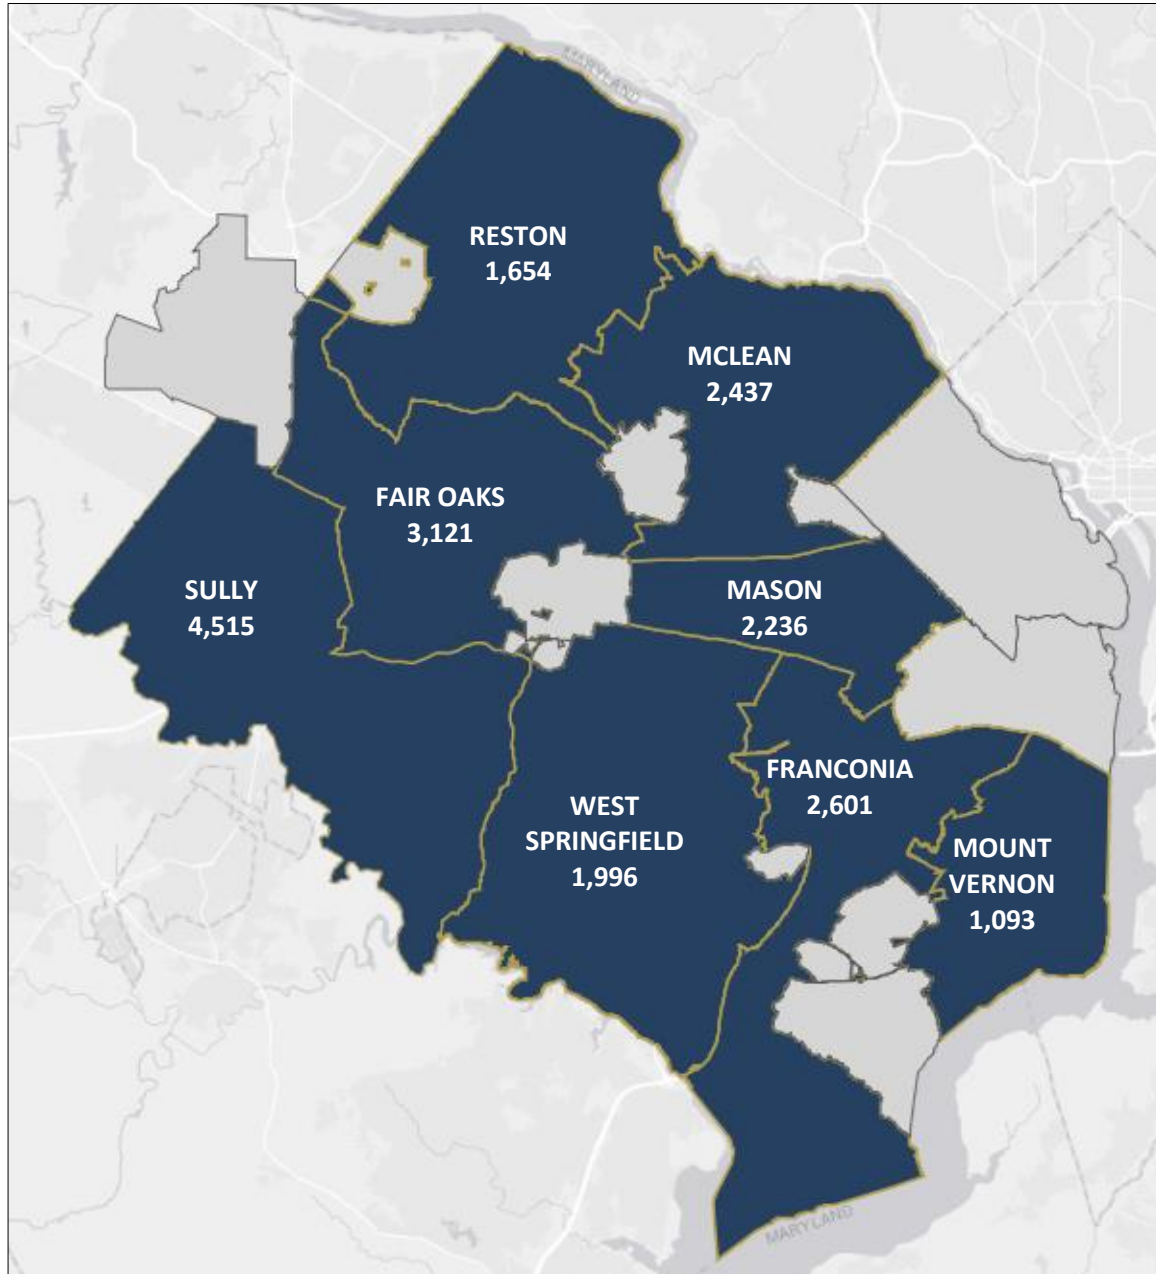 MARYLAND
RESTON
1,654
MCLEAN
2,437
FAIR OAKS
3,121
SULLY
4,515
MASON
2,236
FRANCONIA
2,601
WEST
SPRINGFIELD
1,996
MOUNT
VERNON
1,093
MARYLAND